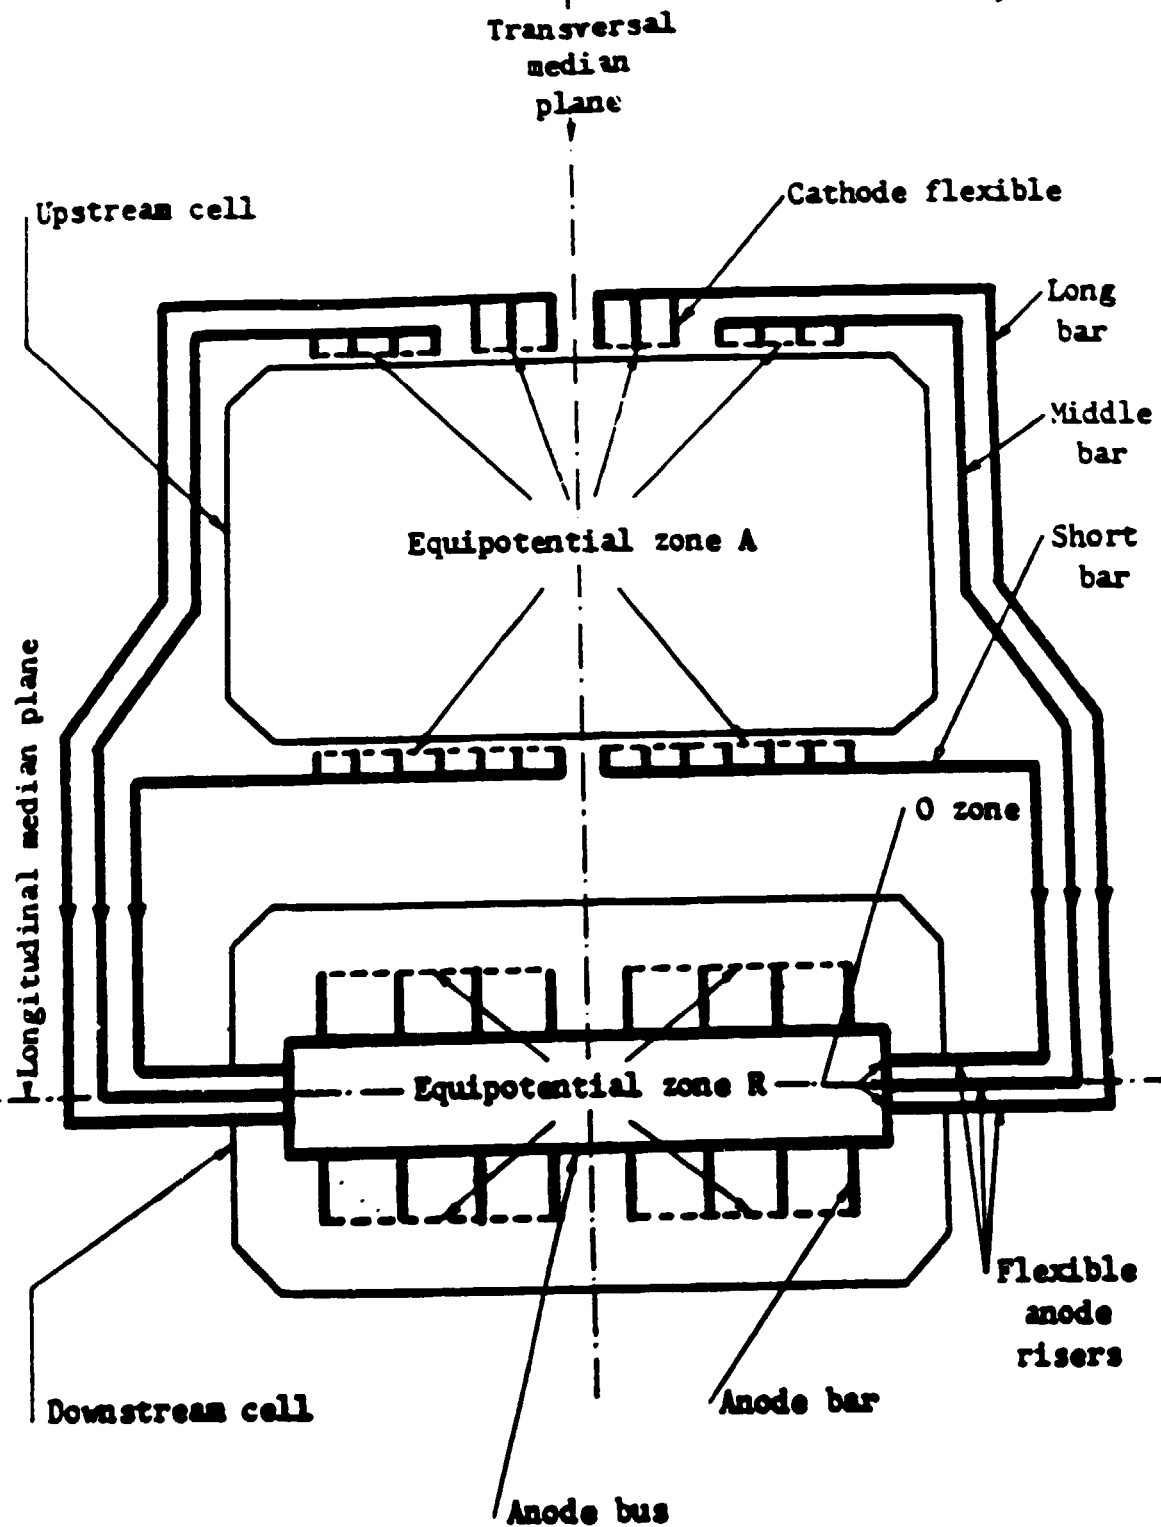 Transversal
median
plane
Upstream cell
Cathode flexible
Long
bar
Middle
bar
Equipotential zone A
Short
bar
Longitudinal median plane
O zone
Equipotential zone R
Flexible
anode
risers
Downstream cell
Anode bar
Anode bus